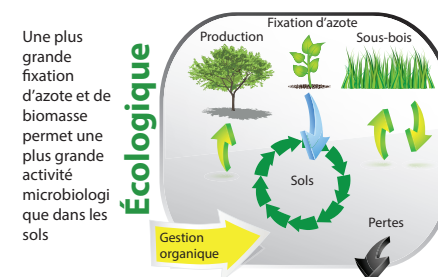 Une plus
grande
fixation
d'azote et de
biomasse
permet une
plus grande
activité
microbiologi
que dans les
sols
Écologique
Fixation d'azote
Production
Sous-bois
Sols
Pertes
Gestion
organique